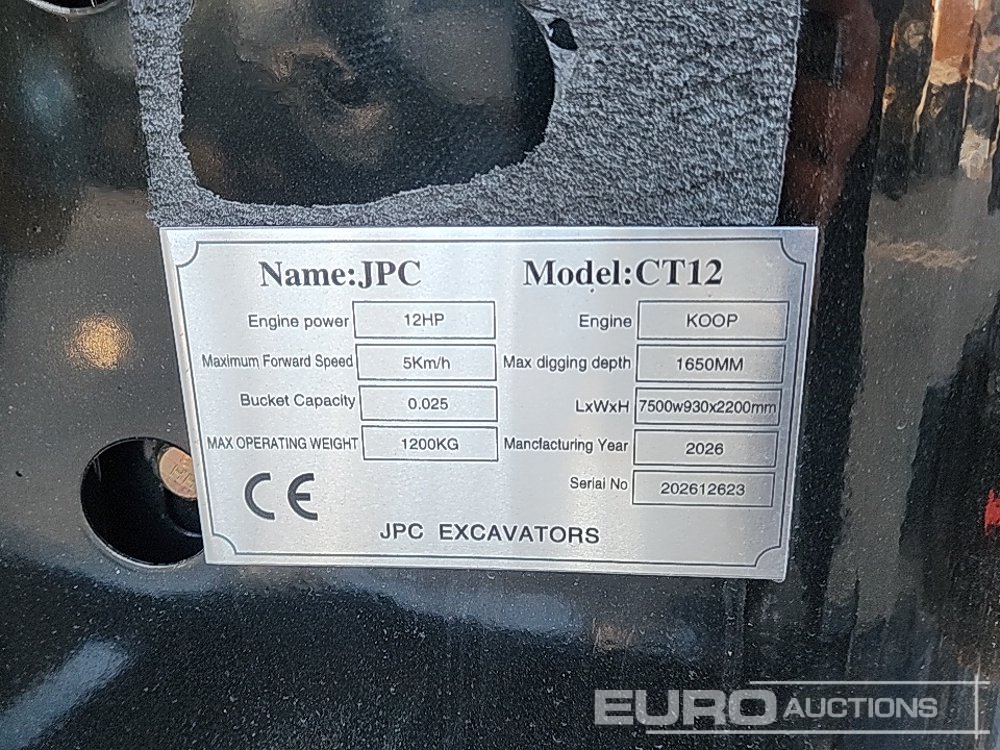 Name:JPC Model:CT12
Engine power 12HP Engine KOOP
Maximum Forward Speed 5Km/h Max digging depth 1650MM
Bucket Capacity 0.025 LxWxH 7500w930x2200mm
MAX OPERATING WEIGHT 1200KG Mancfacturing Year 2026
Serial No 202612623
CE
JPC EXCAVATORS
EURO AUCTIONS